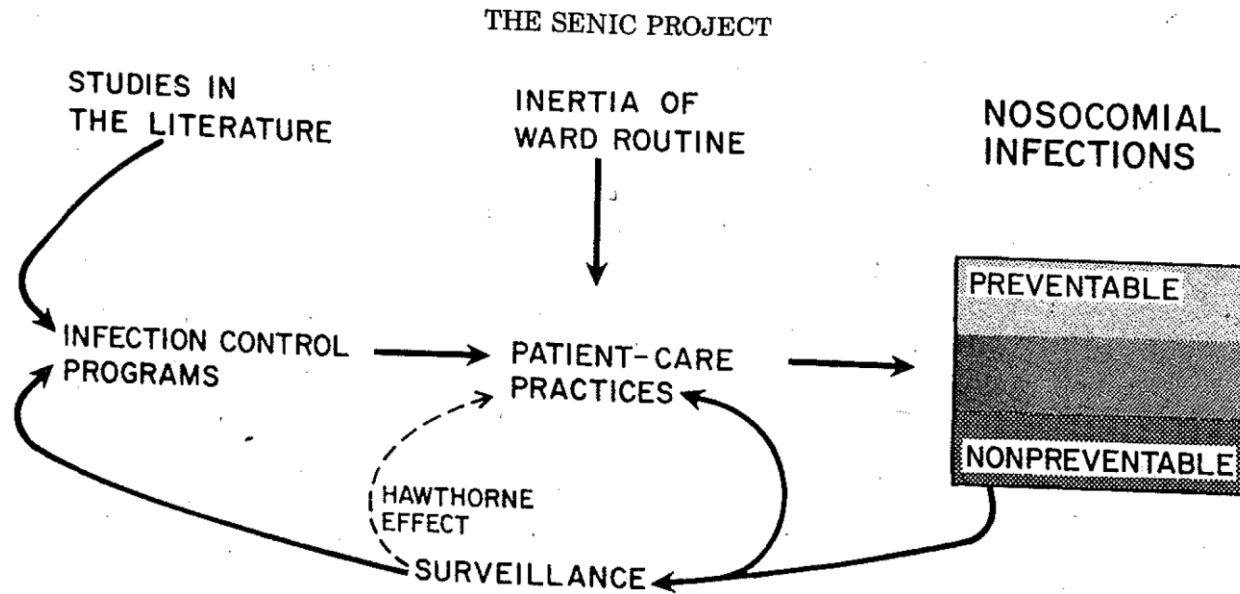 THE SENIC PROJECT
STUDIES IN
THE LITERATURE
INERTIA OF
WARD ROUTINE
NOSOCOMIAL
INFECTIONS
PREVENTABLE
INFECTION CONTROL
PROGRAMS
PATIENT-CARE
PRACTICES
NONPREVENTABLE
HAWTHORNE
EFFECT
SURVEILLANCE